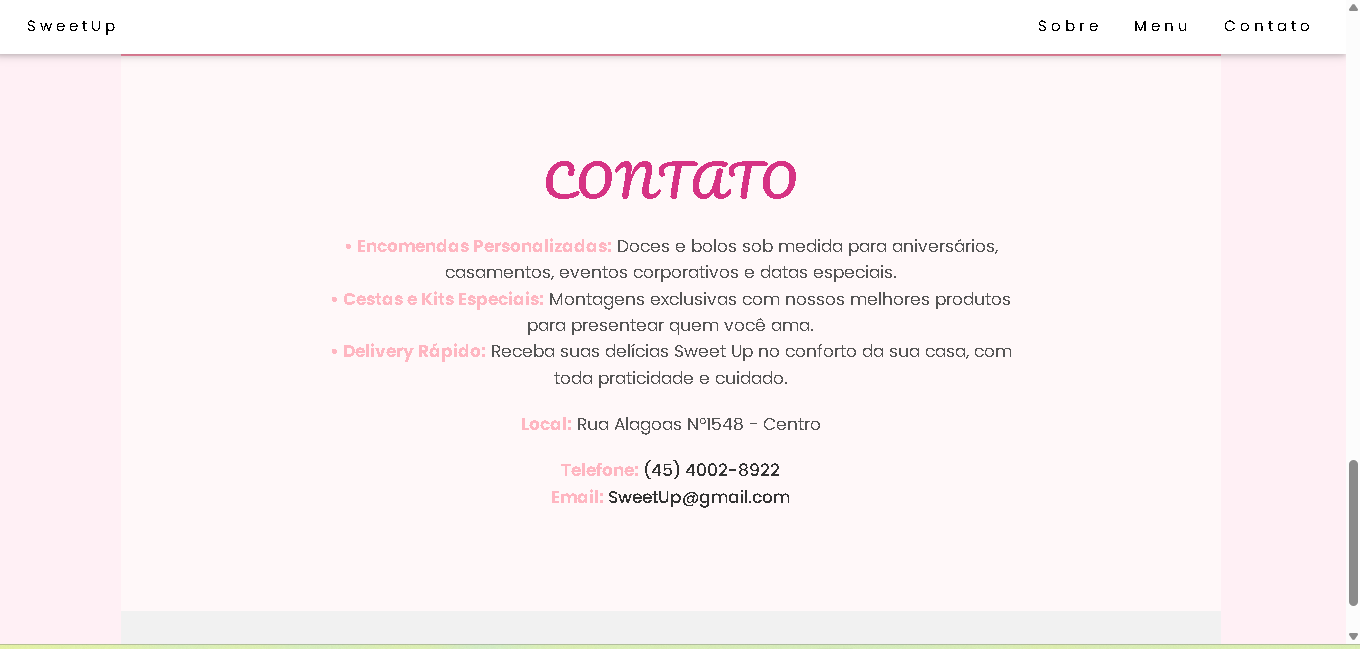 SweetUp
Sobre Menu Contato
CONTATO
• Encomendas Personalizadas: Doces e bolos sob medida para aniversários,
casamentos, eventos corporativos e datas especiais.
• Cestas e Kits Especiais: Montagens exclusivas com nossos melhores produtos
para presentear quem você ama.
• Delivery Rápido: Receba suas delícias Sweet Up no conforto da sua casa, com
toda praticidade e cuidado.
Local: Rua Alagoas Nº1548 - Centro
Telefone: (45) 4002-8922
Email: SweetUp@gmail.com